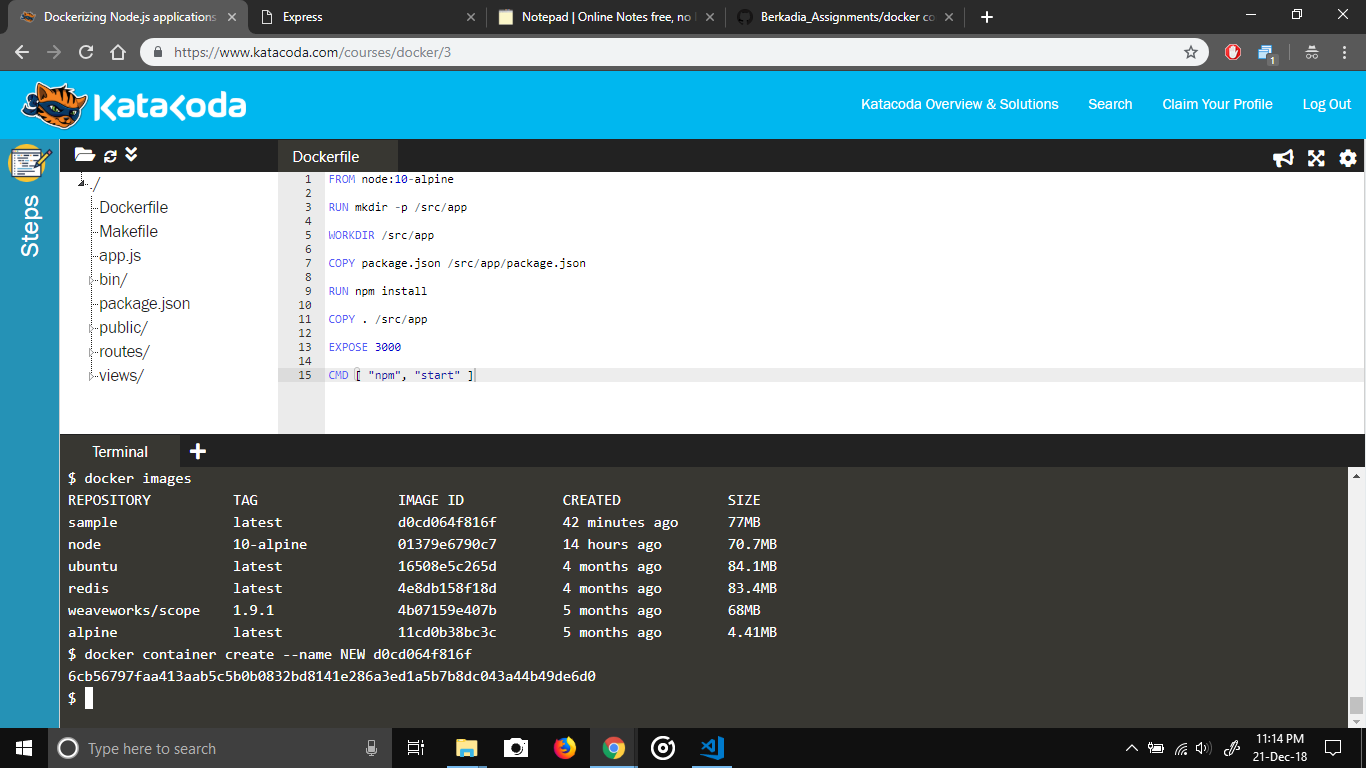 Dockerizing Node.js applications
Express
Notepad | Online Notes free, no
Berkadia_Assignments/docker co
https://www.katacoda.com/courses/docker/3
1
KataKoda
Katacoda Overview & Solutions
Search
Claim Your Profile
Log Out
Steps
./
Dockerfile
Makefile
app.js
bin/
package.json
public/
routes/
views/
Dockerfile
1 FROM node:10-alpine
2
3 RUN mkdir -p /src/app
4
5 WORKDIR /src/app
6
7 COPY package.json /src/app/package.json
8
9 RUN npm install
10
11 COPY . /src/app
12
13 EXPOSE 3000
14
15 CMD [ "npm", "start" ]
Terminal
$ docker images
REPOSITORY TAG IMAGE ID CREATED SIZE
sample latest d0cd064f816f 42 minutes ago 77MB
node 10-alpine 01379e6790c7 14 hours ago 70.7MB
ubuntu latest 16508e5c265d 4 months ago 84.1MB
redis latest 4e8db158f18d 4 months ago 83.4MB
weaveworks/scope 1.9.1 4b07159e407b 5 months ago 68MB
alpine latest 11cd0b38bc3c 5 months ago 4.41MB
$ docker container create --name NEW d0cd064f816f
6cb56797faa413aab5c5b0b0832bd8141e286a3ed1a5b7b8dc043a44b49de6d0
$
Type here to search
11:14 PM
21-Dec-18